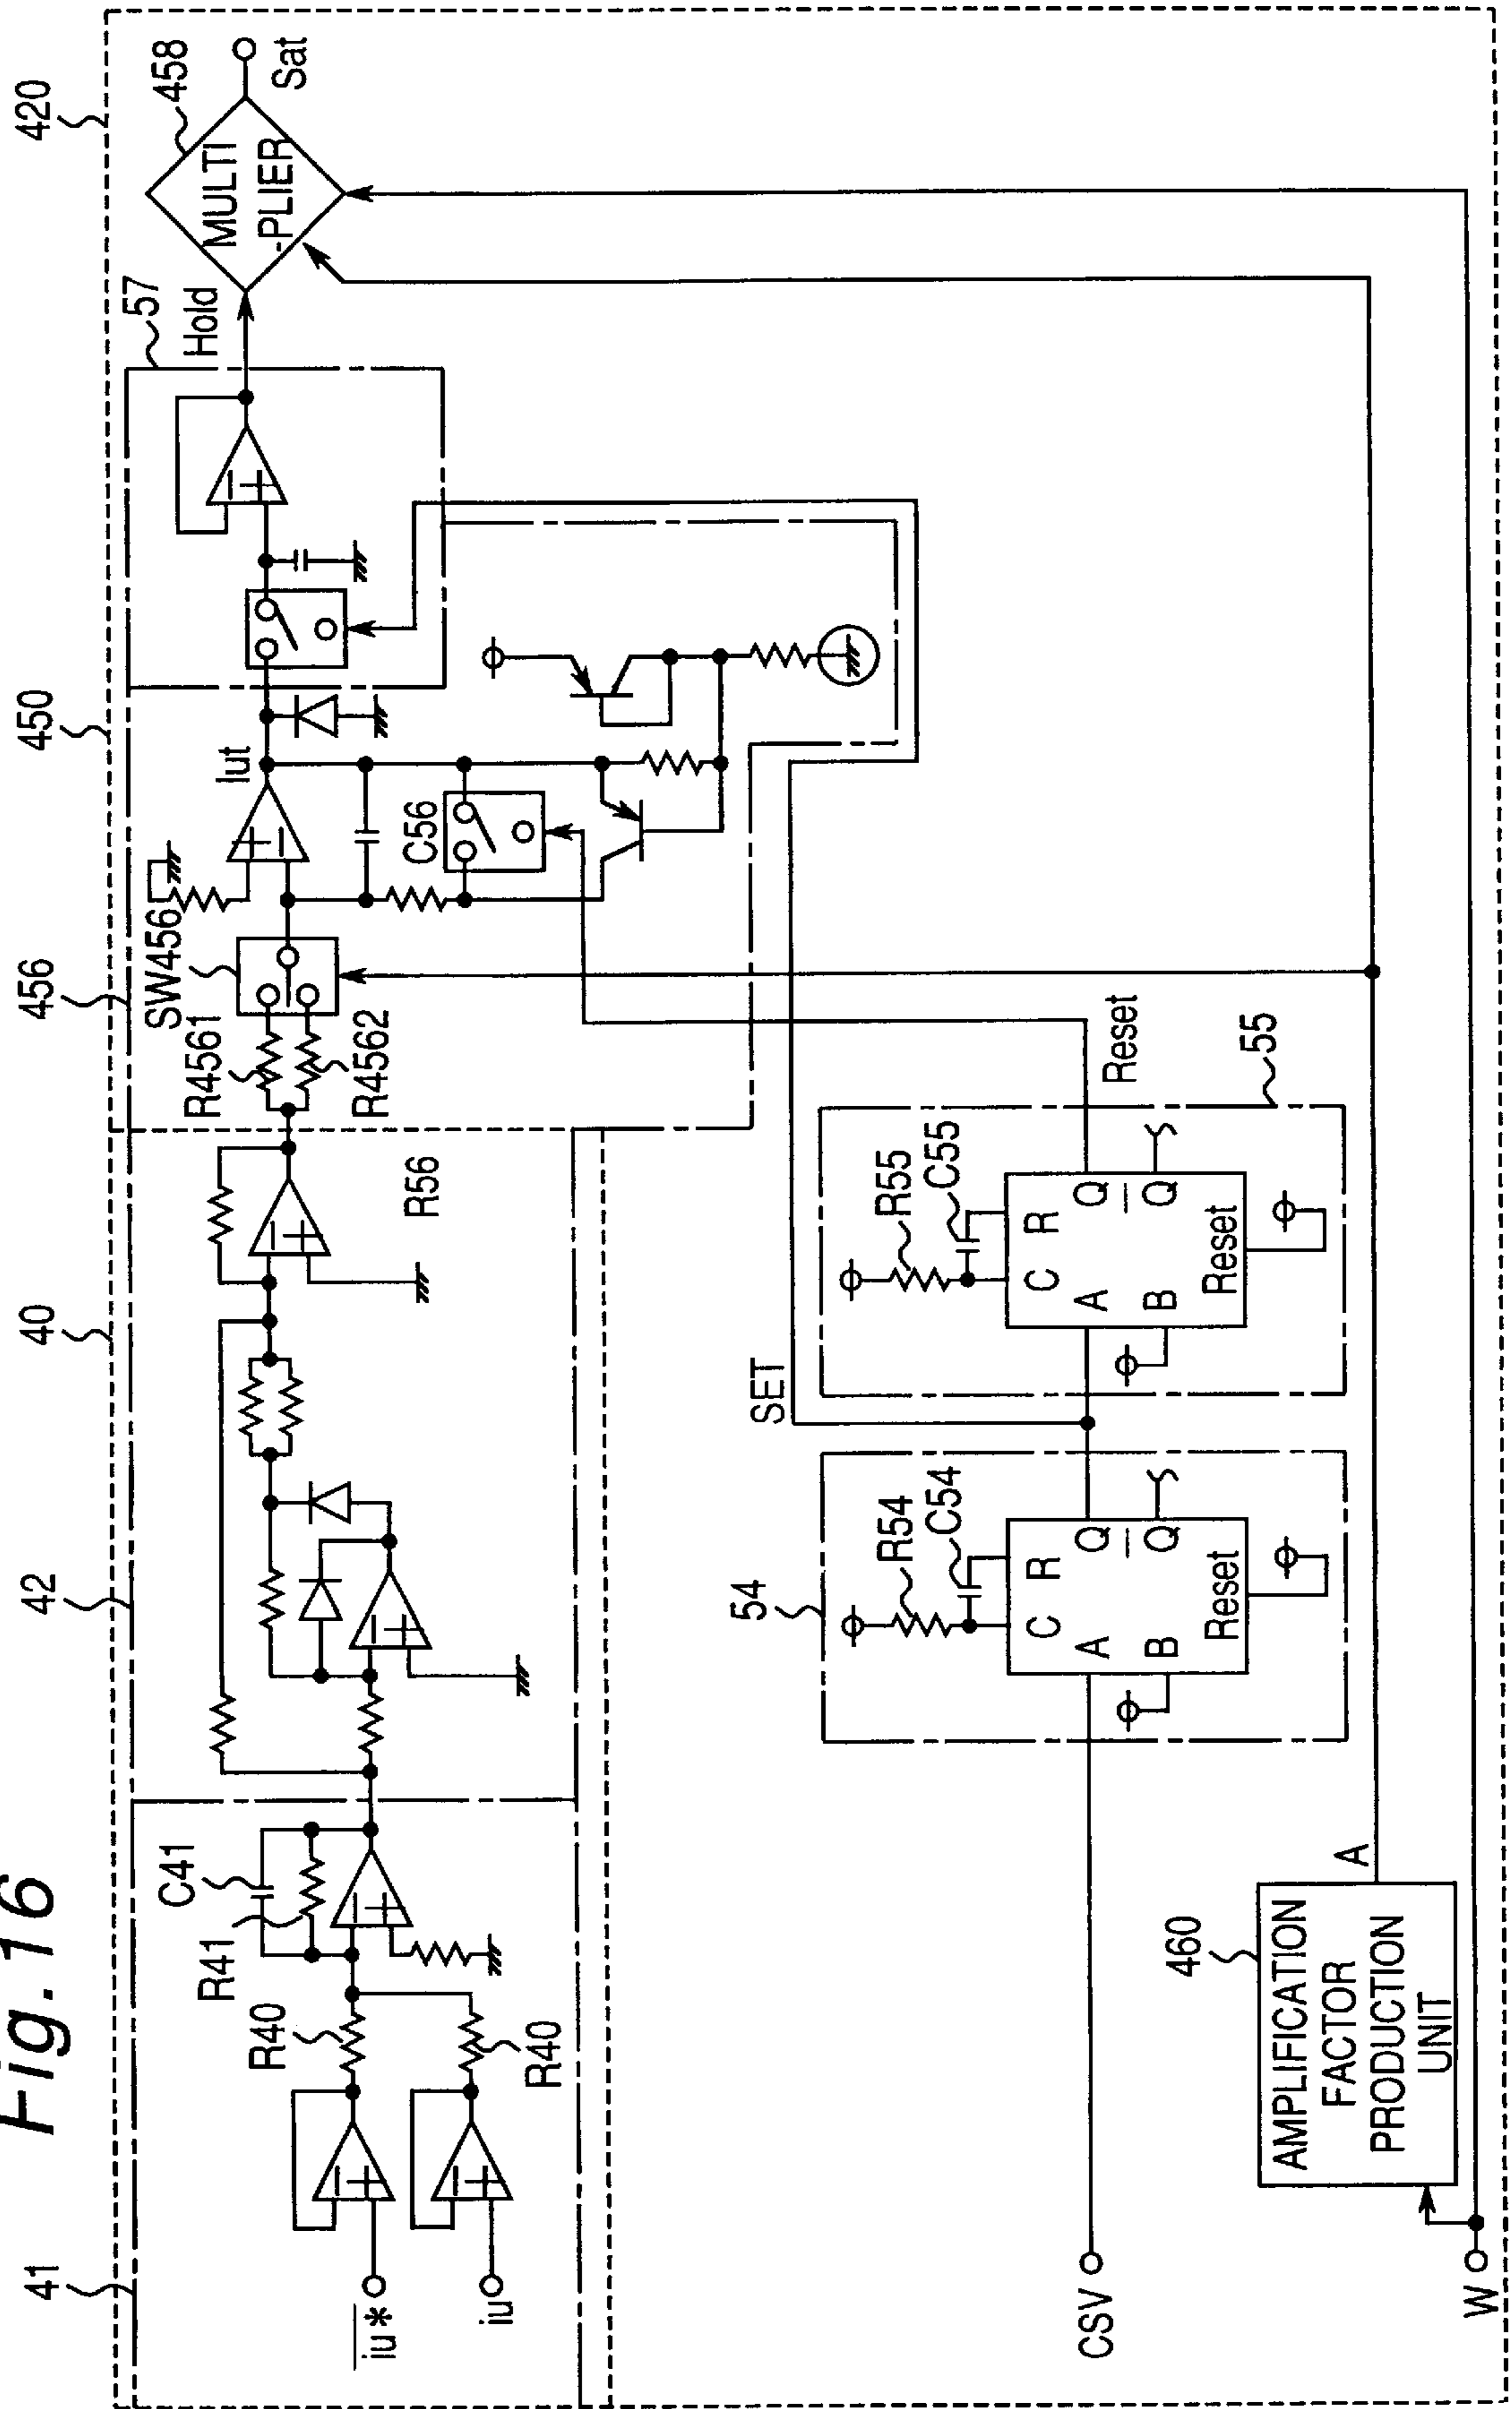 Fig.16
420
450
456
40
42
41
458
MULTI
-PLIER
Sat
57
Hold
Iut
SW456
R4561
R4562
C56
R56
C41
R41
R40
R40
iu*
iu
SET
Reset
54
R54
C54
C R
A Q
B Q
Reset
55
R55
C55
C R
A Q
B Q
Reset
CSV
460
AMPLIFICATION
FACTOR
PRODUCTION
UNIT
A
W